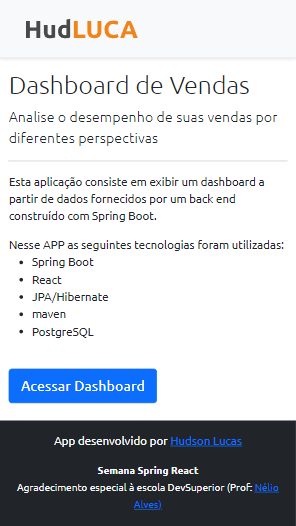 HudLUCA
Dashboard de Vendas
Analise o desempenho de suas vendas por
diferentes perspectivas
Esta aplicação consiste em exibir um dashboard a
partir de dados fornecidos por um back end
construído com Spring Boot.
Nesse APP as seguintes tecnologias foram utilizadas:
• Spring Boot
• React
• JPA/Hibernate
• maven
• PostgreSQL
Acessar Dashboard
App desenvolvido por Hudson Lucas
Semana Spring React
Agradecimento especial à escola DevSuperior (Prof: Nélio
Alves)